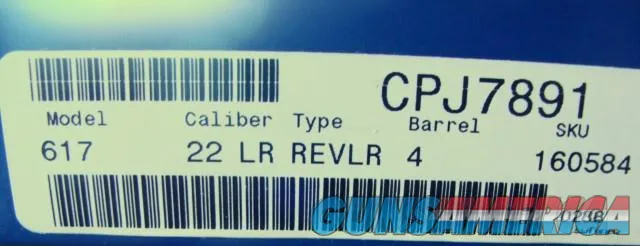 CPJ7891
Model Caliber Type Barrel SKU
617 22 LR REVLR 4 160584
GUNSAMERICA